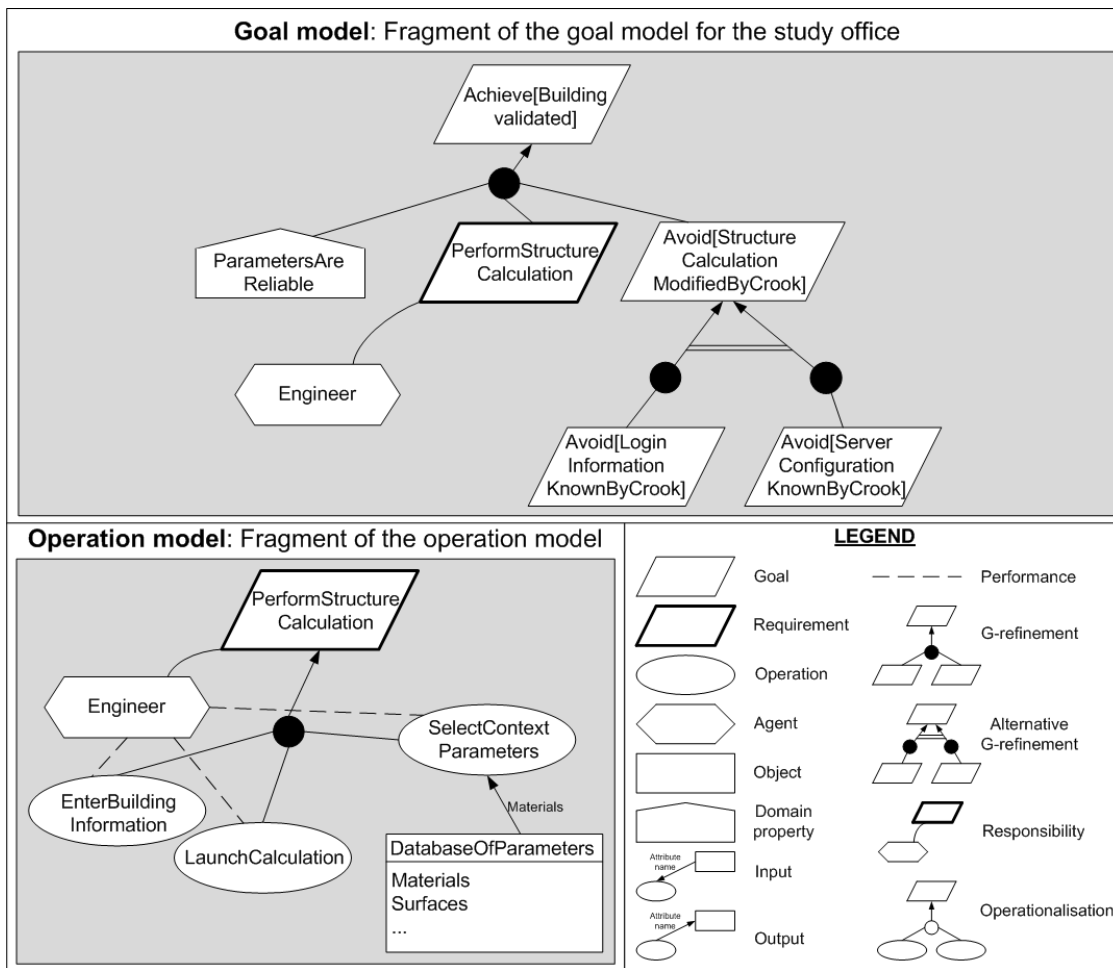 Goal model: Fragment of the goal model for the study office
Achieve[Building
validated]
ParametersAre
Reliable
PerformStructure
Calculation
Avoid[Structure
Calculation
ModifiedByCrook]
Engineer
Avoid[Login
Information
KnownByCrook]
Avoid[Server
Configuration
KnownByCrook]
Operation model: Fragment of the operation model
PerformStructure
Calculation
Engineer
SelectContext
Parameters
EnterBuilding
Information
LaunchCalculation
Materials
DatabaseOfParameters
Materials
Surfaces
...
LEGEND
Goal
Requirement
Operation
Agent
Object
Domain
property
Attribute
name
Input
Attribute
name
Output
Performance
G-refinement
Alternative
G-refinement
Responsibility
Operationalisation